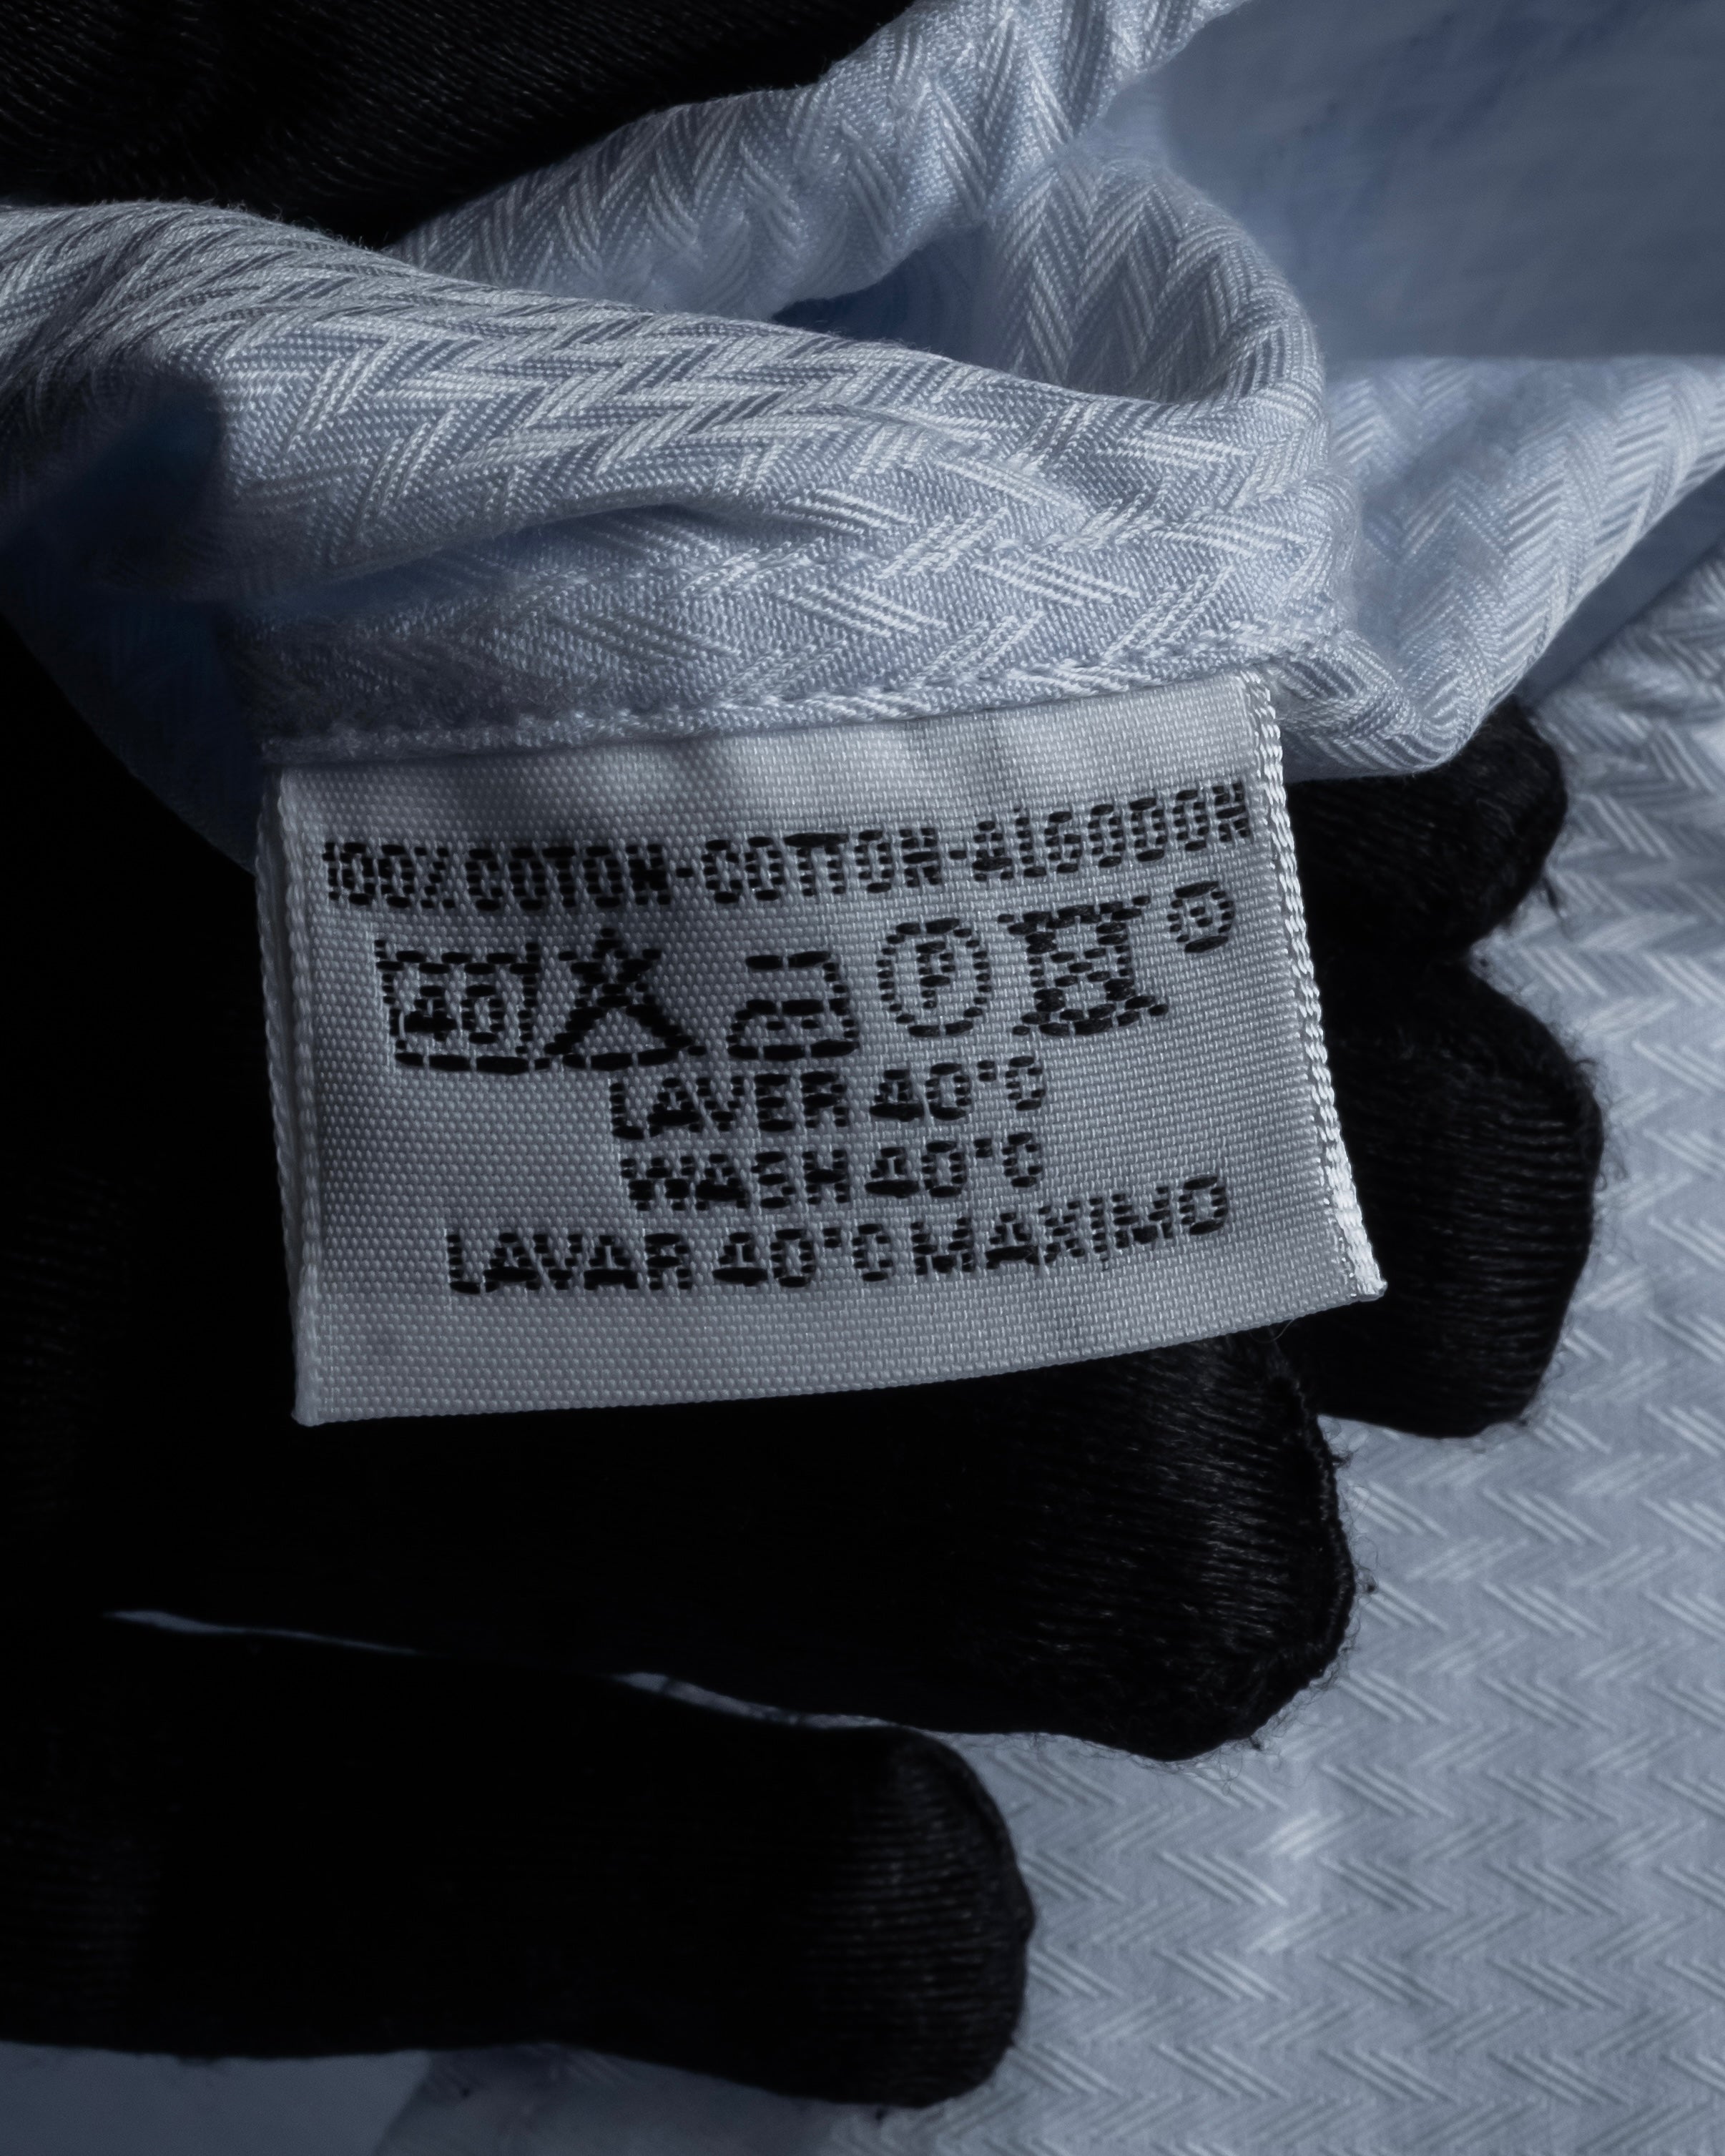 100% COTON-COTTON-ALGODON
40 P
LAVER 40°C
WASH 40°C
LAVAR 40°C MAXIMO